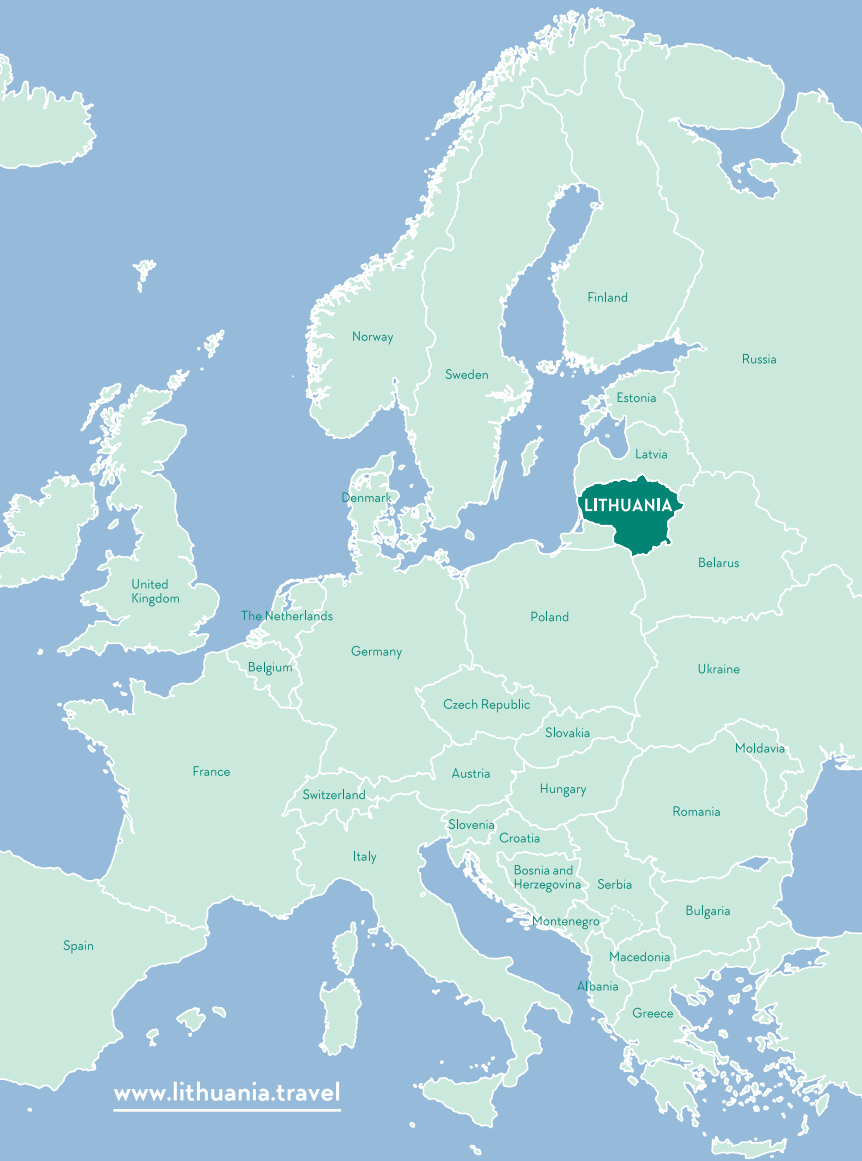 Finland
Norway
Russia
Sweden
Estonia
Latvia
Denmark
LITHUANIA
Belarus
United
Kingdom
The Netherlands
Poland
Germany
Belgium
Ukraine
Czech Republic
Slovakia
Moldavia
France
Austria
Switzerland
Hungary
Romania
Slovenia
Croatia
Italy
Bosnia and
Herzegovina
Serbia
Bulgaria
Montenegro
Spain
Macedonia
Albania
Greece
www.lithuania.travel